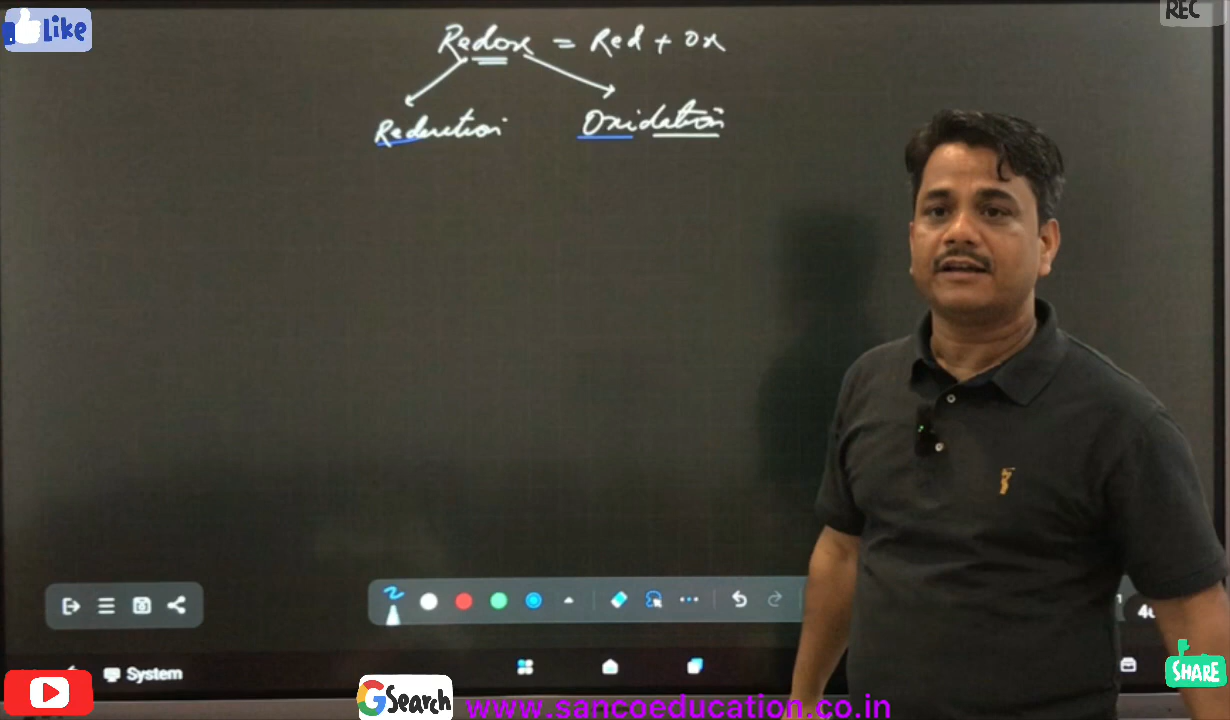 REC
Like
Redox = Red + Ox
Reduction Oxidation
System
Search
SHARE
www.sancoeducation.co.in